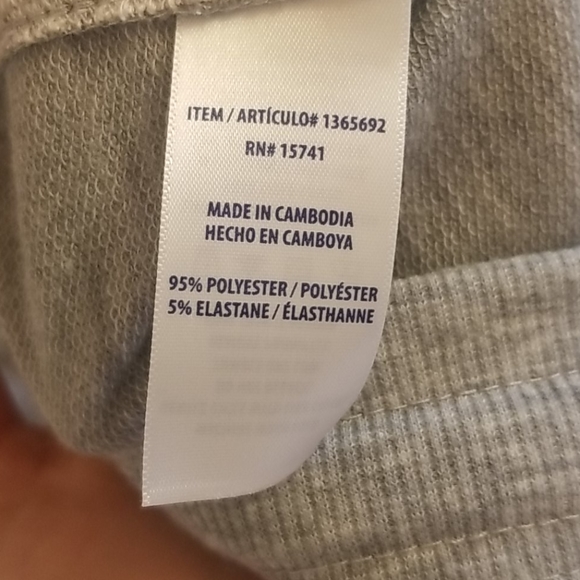 ITEM / ARTÍCULO# 1365692
RN# 15741
MADE IN CAMBODIA
HECHO EN CAMBOYA
95% POLYESTER / POLYÉSTER
5% ELASTANE / ÉLASTHANNE